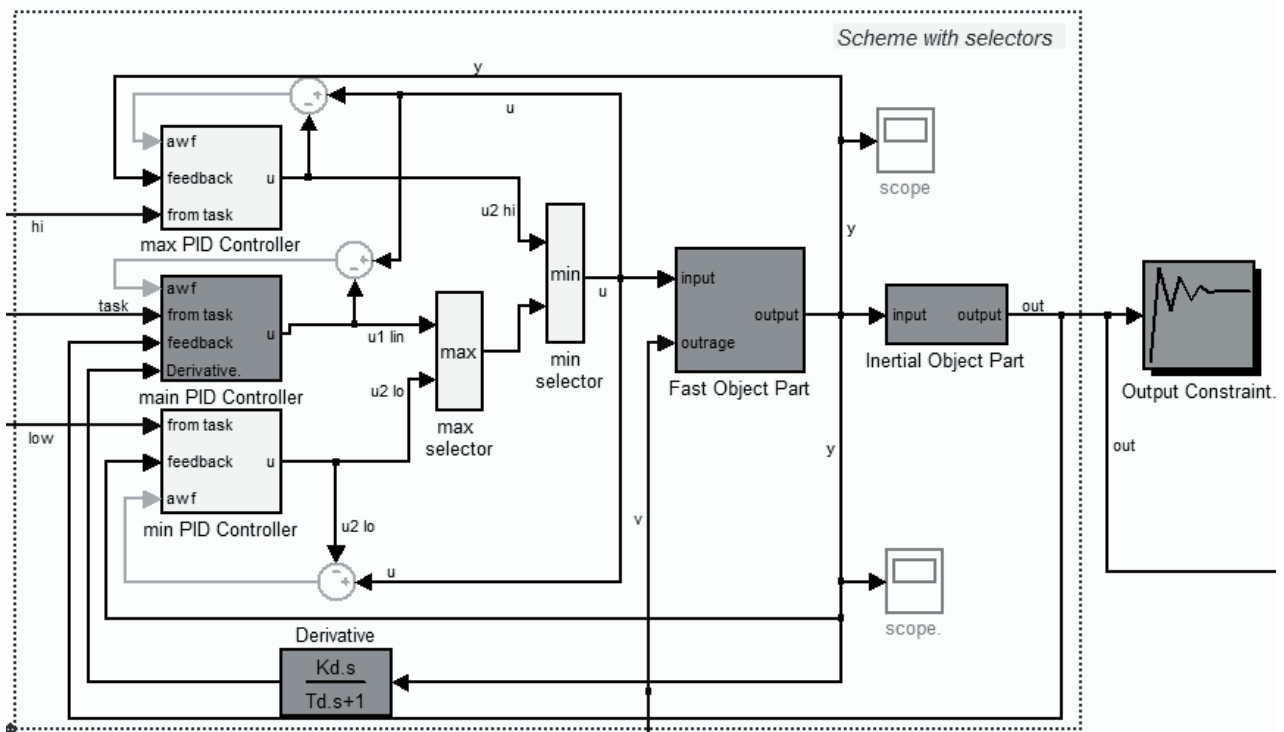 Scheme with selectors
y
u
awf
feedback
u
from task
hi
max PID Controller
u2 hi
scope
y
awf
from task
task
feedback
u
Derivative.
main PID Controller
u1 lin
max
max
selector
u2 lo
min
min
selector
u
input
output
outrage
Fast Object Part
input
output
Inertial Object Part
out
Output Constraint.
out
from task
low
feedback
u
awf
min PID Controller
u2 lo
u
v
y
scope.
Derivative
Kd.s
Td.s+1